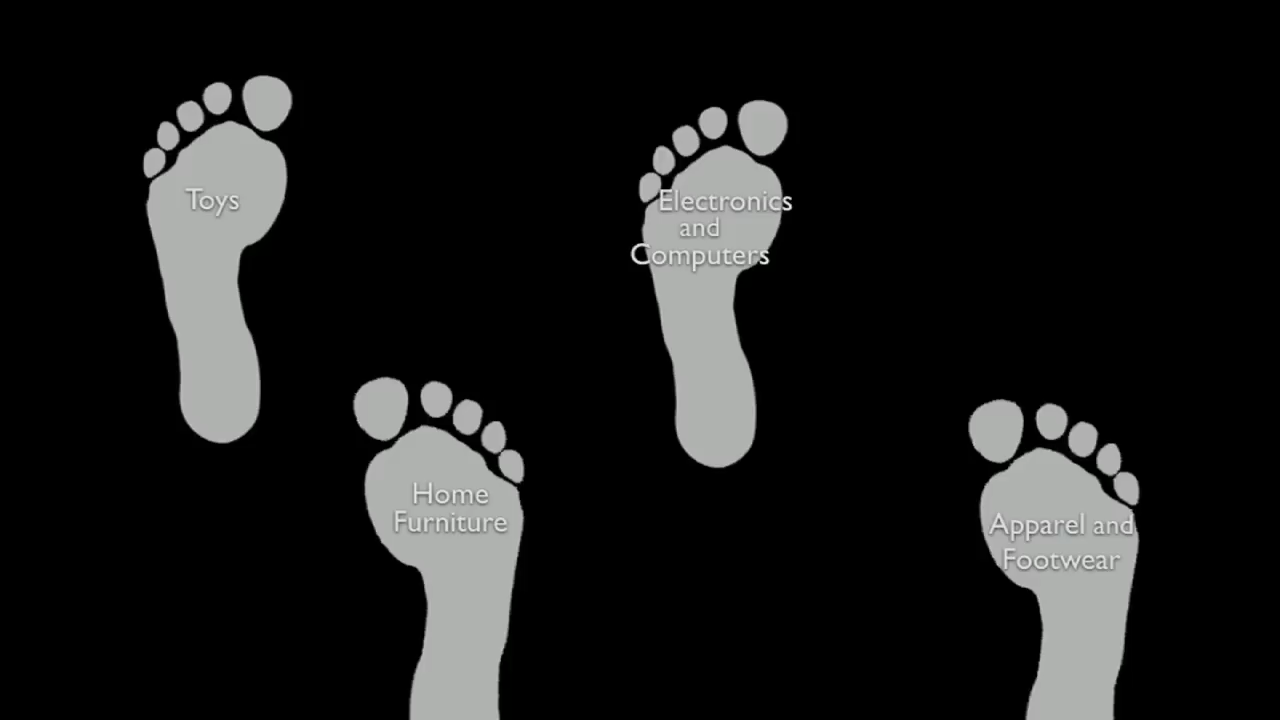 Toys
Electronics
and
Computers
Home
Furniture
Apparel and
Footwear